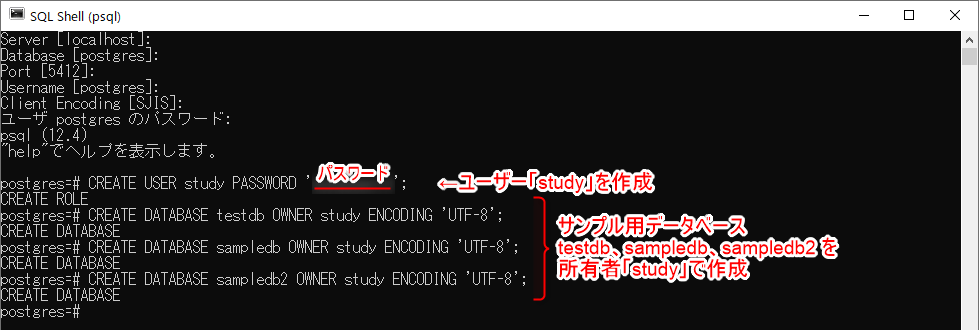 SQL Shell (psql)
Server [localhost]:
Database [postgres]:
Port [5412]:
Username [postgres]:
Client Encoding [SJIS]:
ユーザ postgres のパスワード:
psql (12.4)
"help"でヘルプを表示します。
postgres=# CREATE USER study PASSWORD 'パスワード'; ←ユーザー「study」を作成
CREATE ROLE
postgres=# CREATE DATABASE testdb OWNER study ENCODING 'UTF-8';
CREATE DATABASE
postgres=# CREATE DATABASE sampledb OWNER study ENCODING 'UTF-8';
CREATE DATABASE
postgres=# CREATE DATABASE sampledb2 OWNER study ENCODING 'UTF-8';
CREATE DATABASE
postgres=#
サンプル用データベース
testdb、sampledb、sampledb2 を
所有者「study」で作成